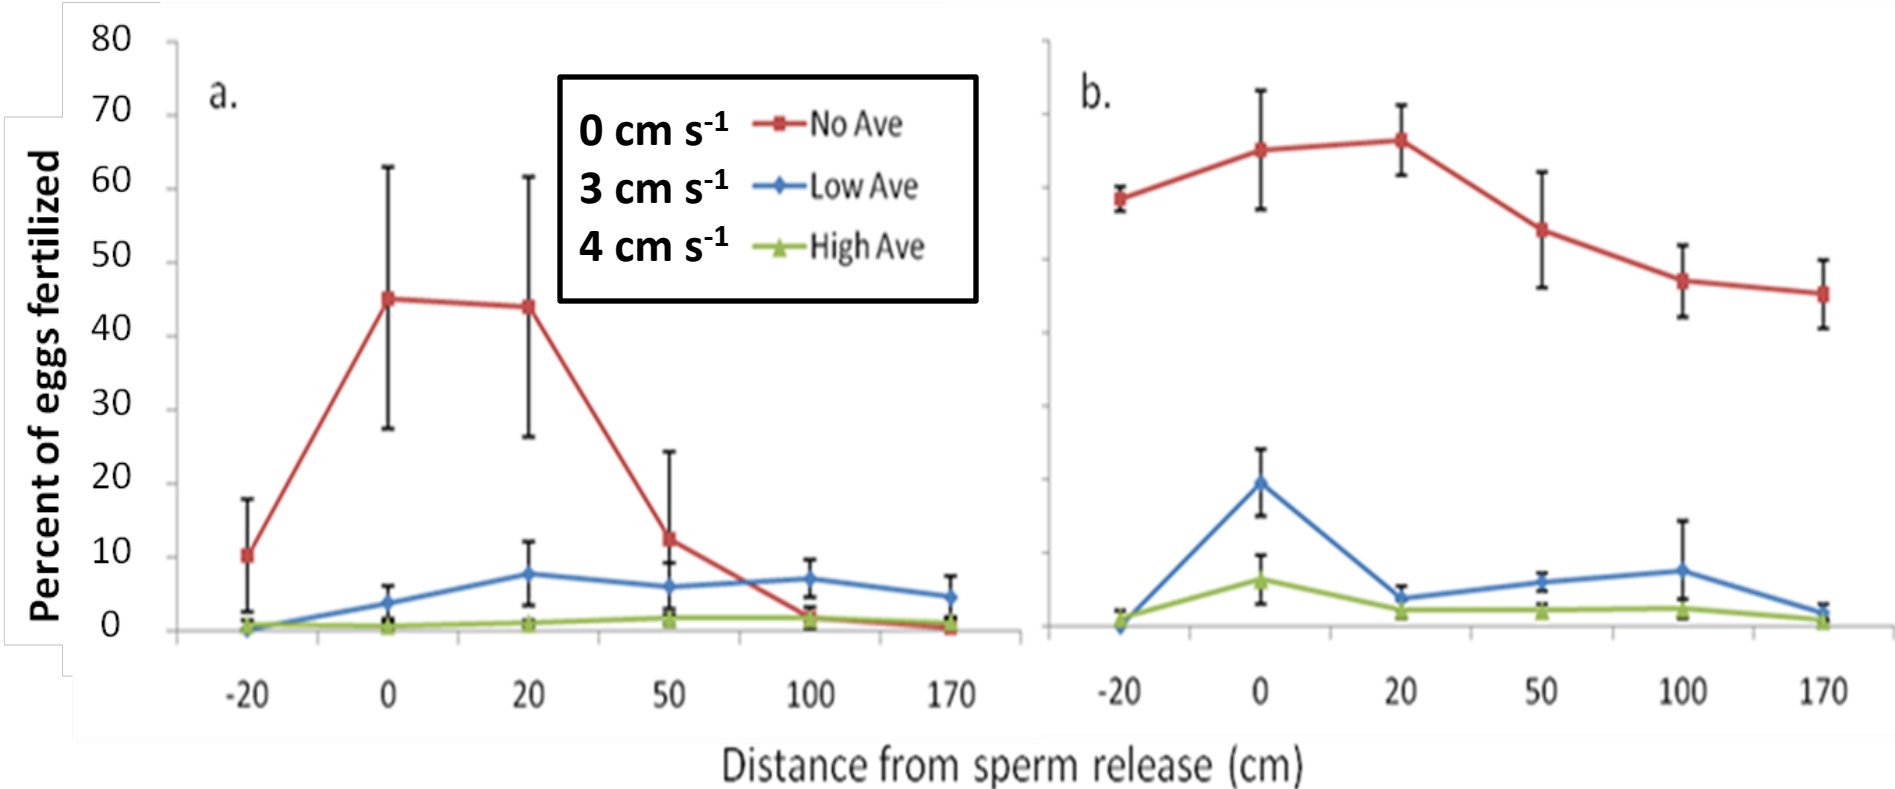 80
70
60
50
40
30
20
10
0
Percent of eggs fertilized
a.
0 cm s-1 No Ave
3 cm s-1 Low Ave
4 cm s-1 High Ave
b.
-20 0 20 50 100 170
-20 0 20 50 100 170
Distance from sperm release (cm)